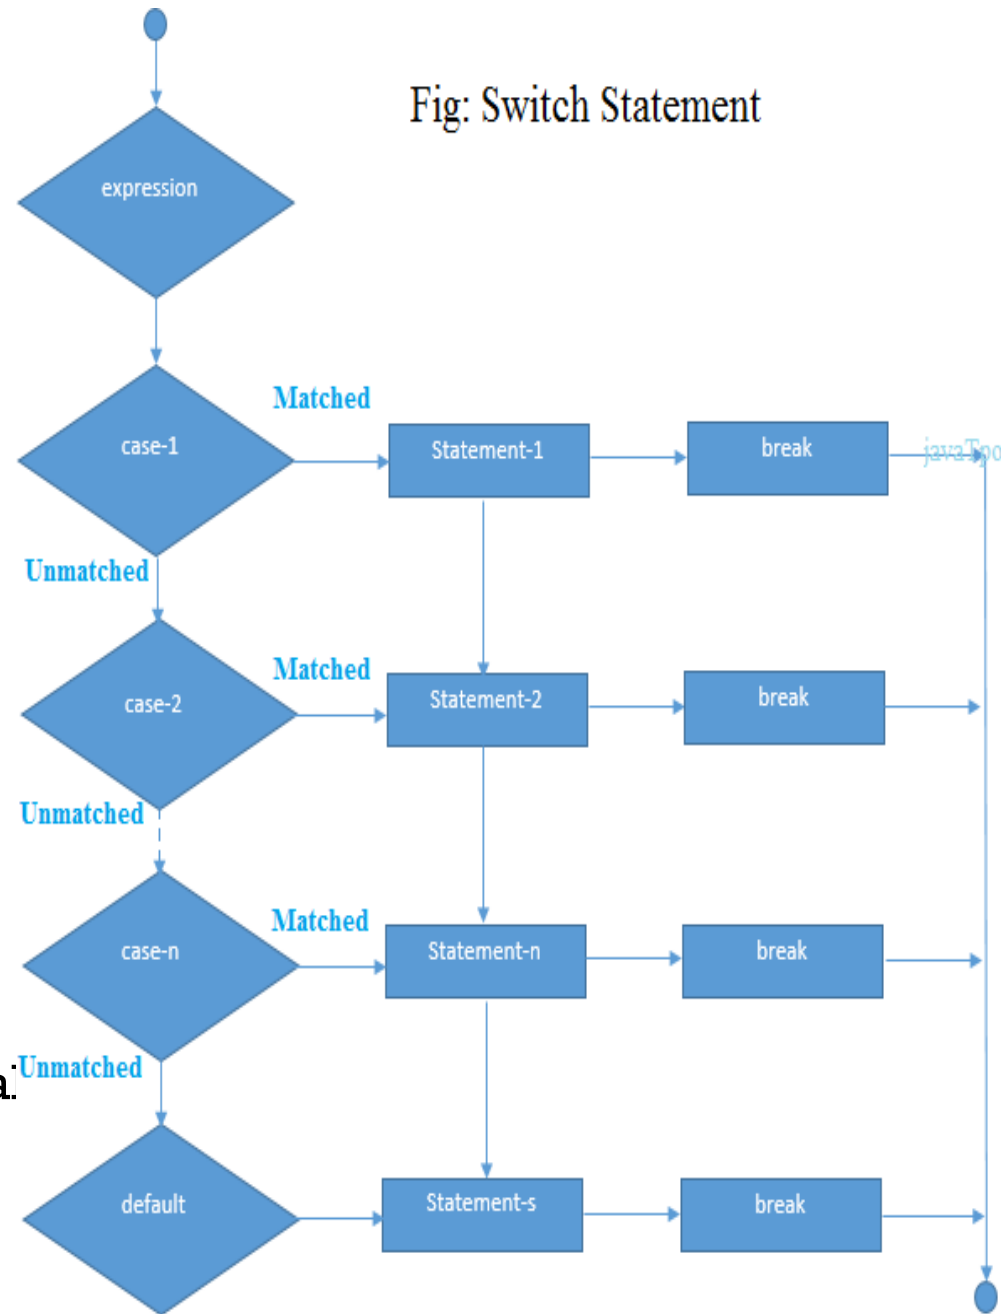 Fig: Switch Statement
expression
Matched
case-1
Statement-1
break
javaTpo
Unmatched
Matched
case-2
Statement-2
break
Unmatched
Matched
case-n
Statement-n
break
Unmatched
default
Statement-s
break